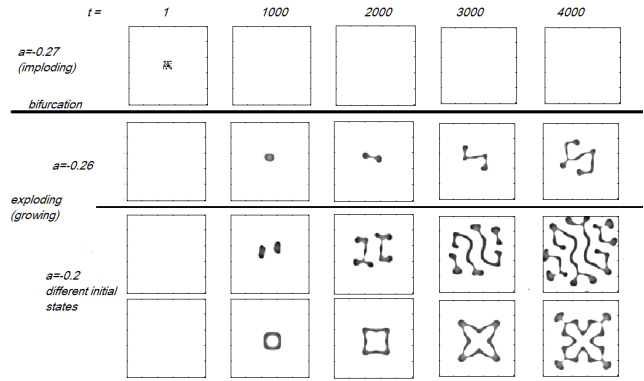 t = 1 1000 2000 3000 4000
a=-0.27
(imploding)
bifurcation
a=-0.26
exploding
(growing)
a=-0.2
different initial
states